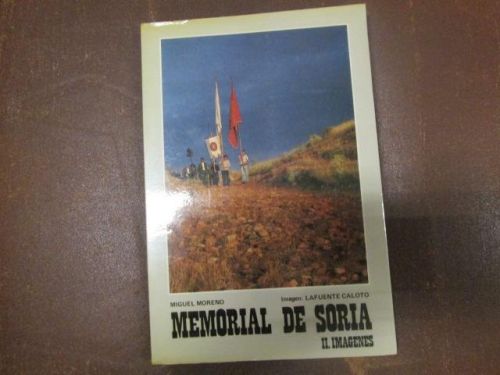 MIGUEL MORENO
Imagen: LAFUENTE CALOTO
MEMORIAL DE SORIA
II. IMAGENES